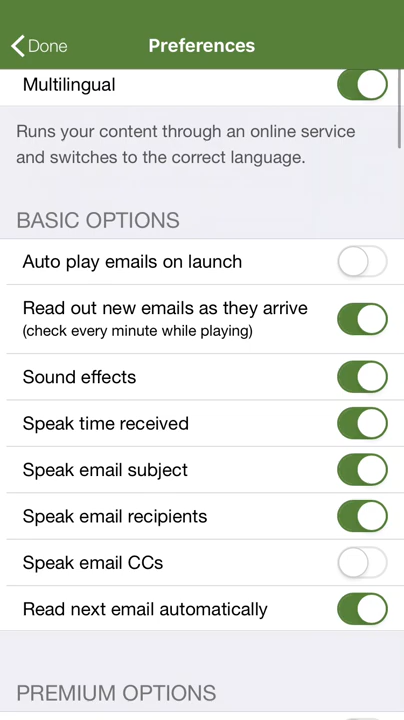 Done
Preferences
Multilingual
Runs your content through an online service
and switches to the correct language.
BASIC OPTIONS
Auto play emails on launch
Read out new emails as they arrive
(check every minute while playing)
Sound effects
Speak time received
Speak email subject
Speak email recipients
Speak email CCs
Read next email automatically
PREMIUM OPTIONS